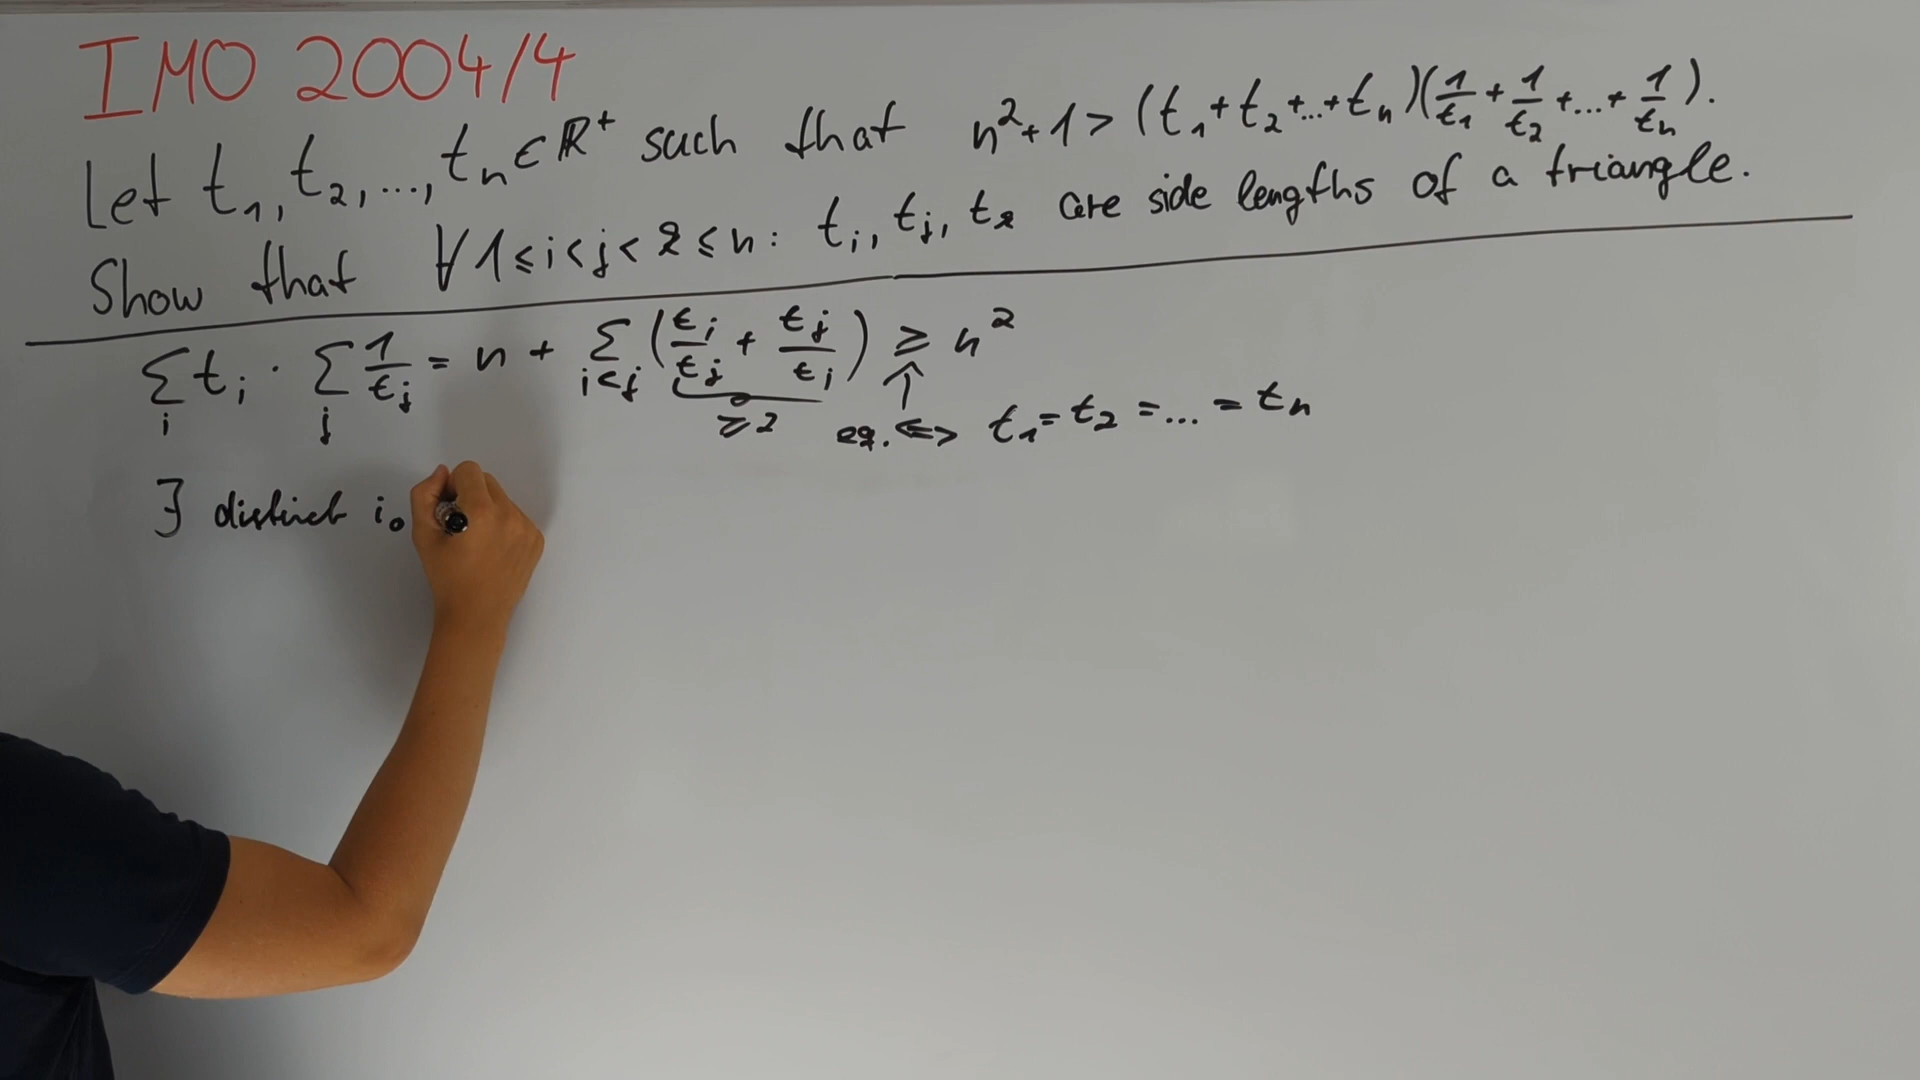 IMO 2004/4
Let t₁, t₂, ..., tₙ ∈ ℝ⁺ such that n²+1 > (t₁+t₂+...+tₙ)(1/t₁+1/t₂+...+1/tₙ).
Show that ∀ 1≤i<j<k≤n: tᵢ, tⱼ, tₖ are side lengths of a triangle.
∑ᵢ tᵢ · ∑ⱼ 1/tⱼ = n + ∑_{i<j} (tᵢ/tⱼ + tⱼ/tᵢ) ≥ n²
≥2 eq. ⇔ t₁=t₂=...=tₙ
∃ distinct i₀